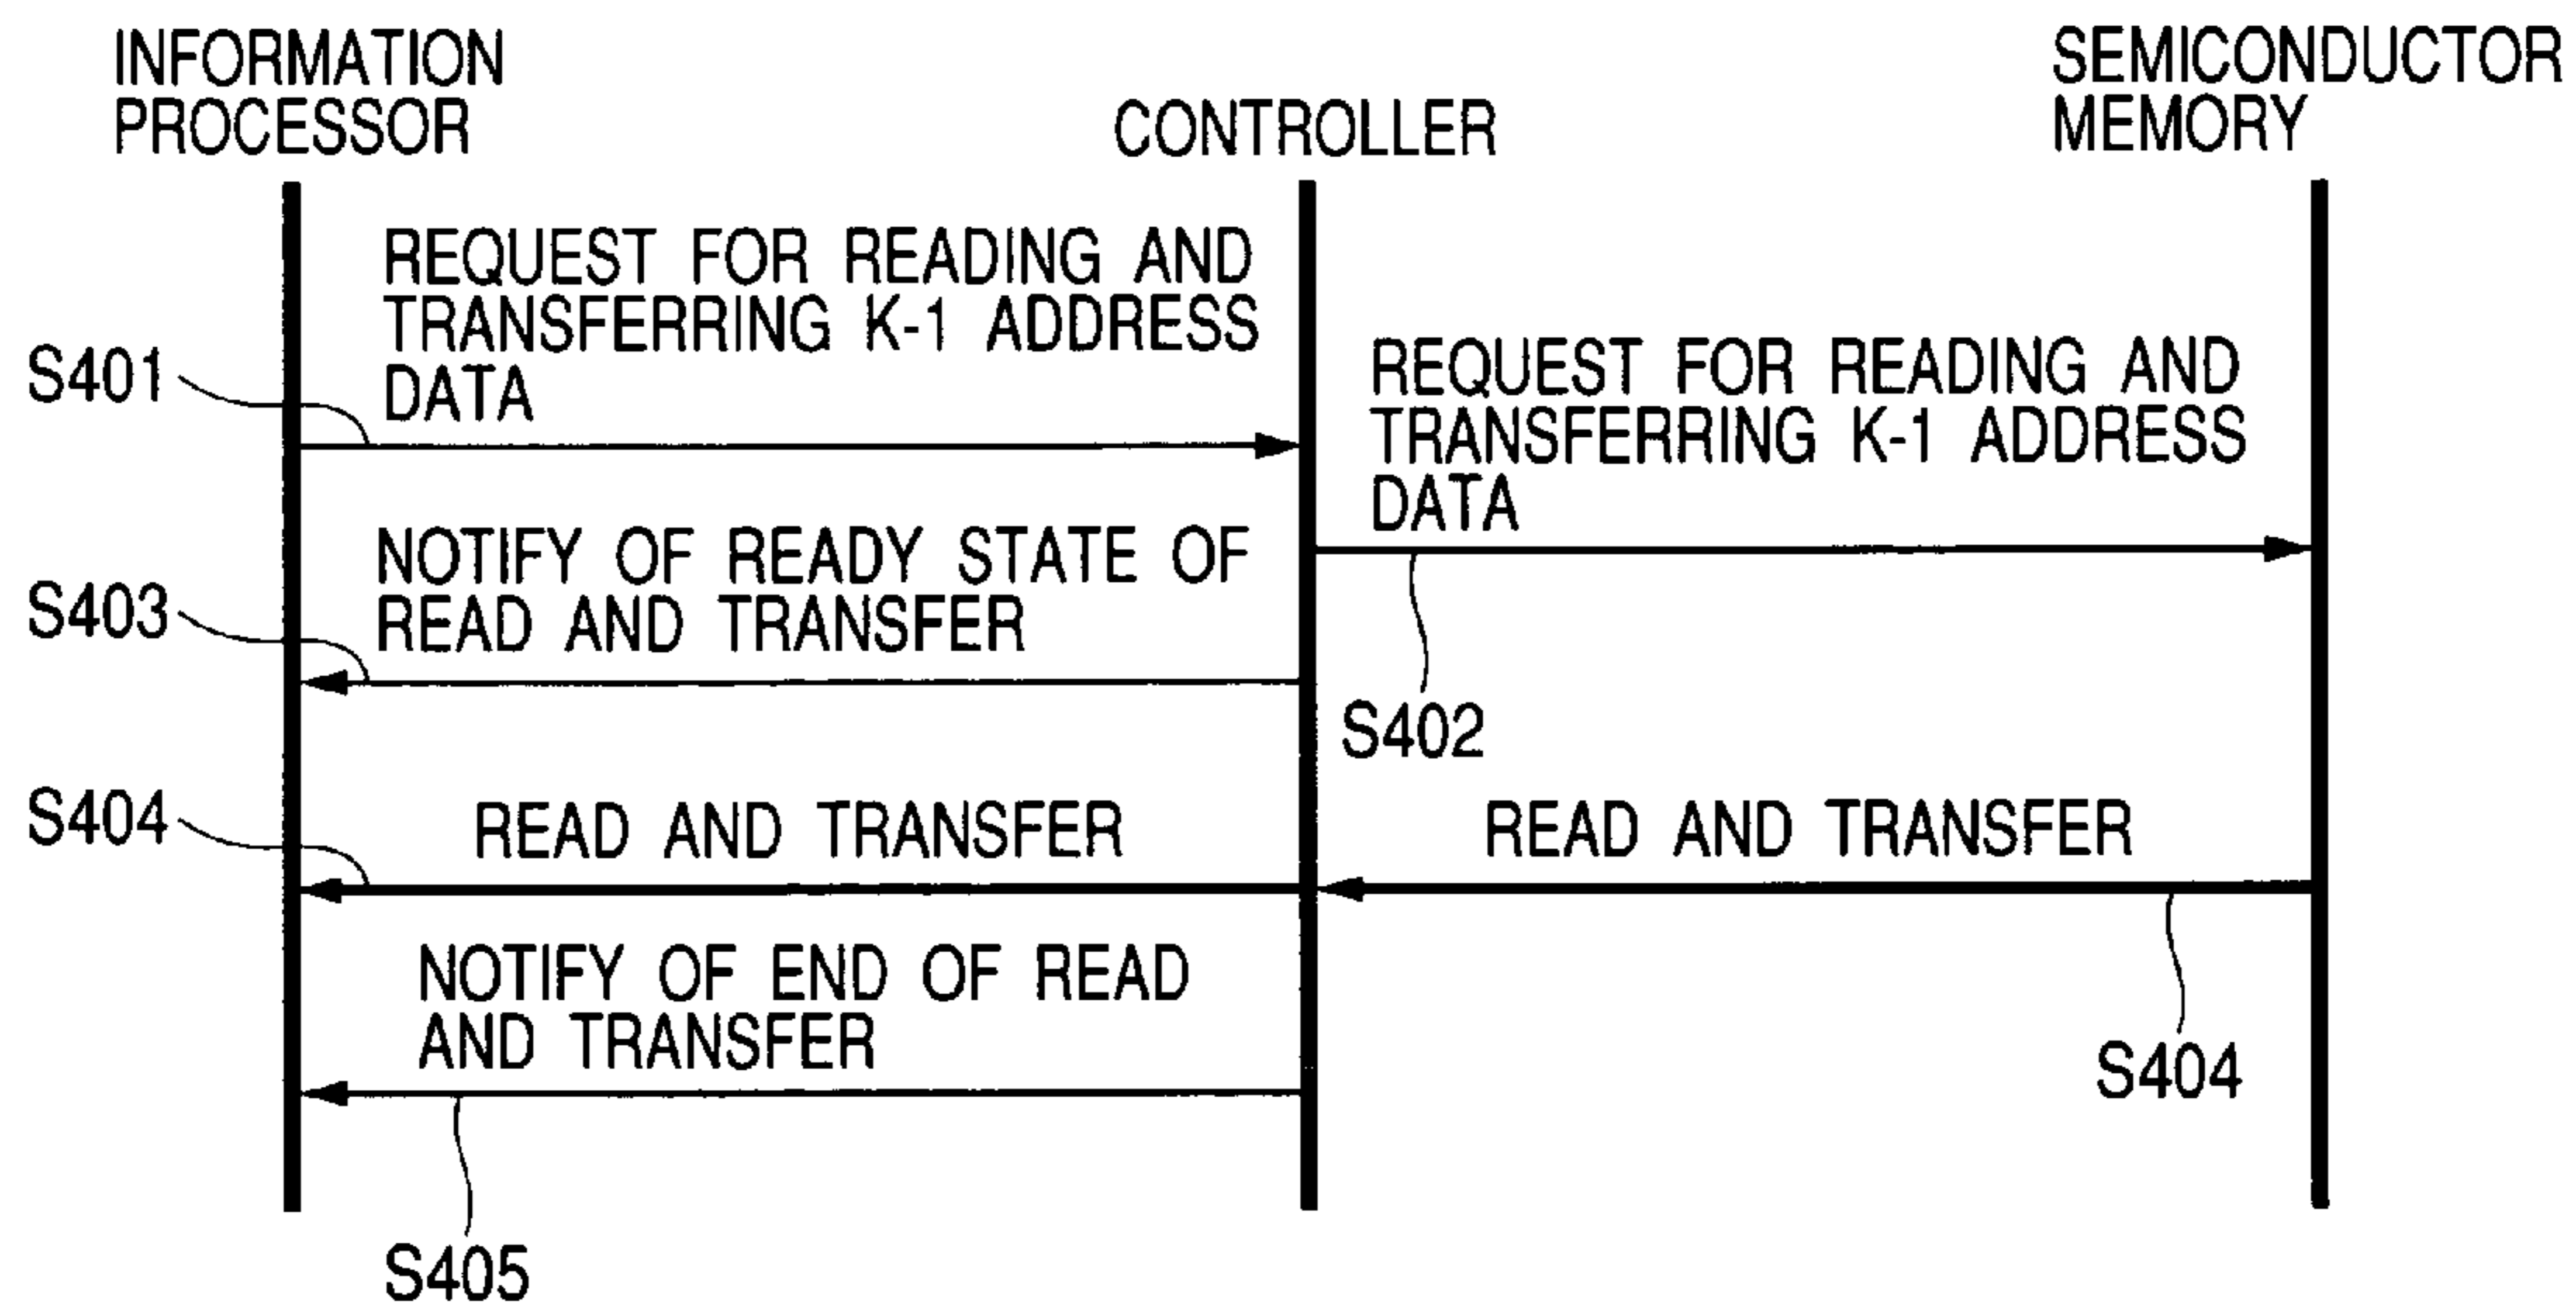 INFORMATION
PROCESSOR
CONTROLLER
SEMICONDUCTOR
MEMORY
REQUEST FOR READING AND
TRANSFERRING K-1 ADDRESS
DATA
S401
REQUEST FOR READING AND
TRANSFERRING K-1 ADDRESS
DATA
S402
NOTIFY OF READY STATE OF
READ AND TRANSFER
S403
S404
READ AND TRANSFER
READ AND TRANSFER
S404
NOTIFY OF END OF READ
AND TRANSFER
S405